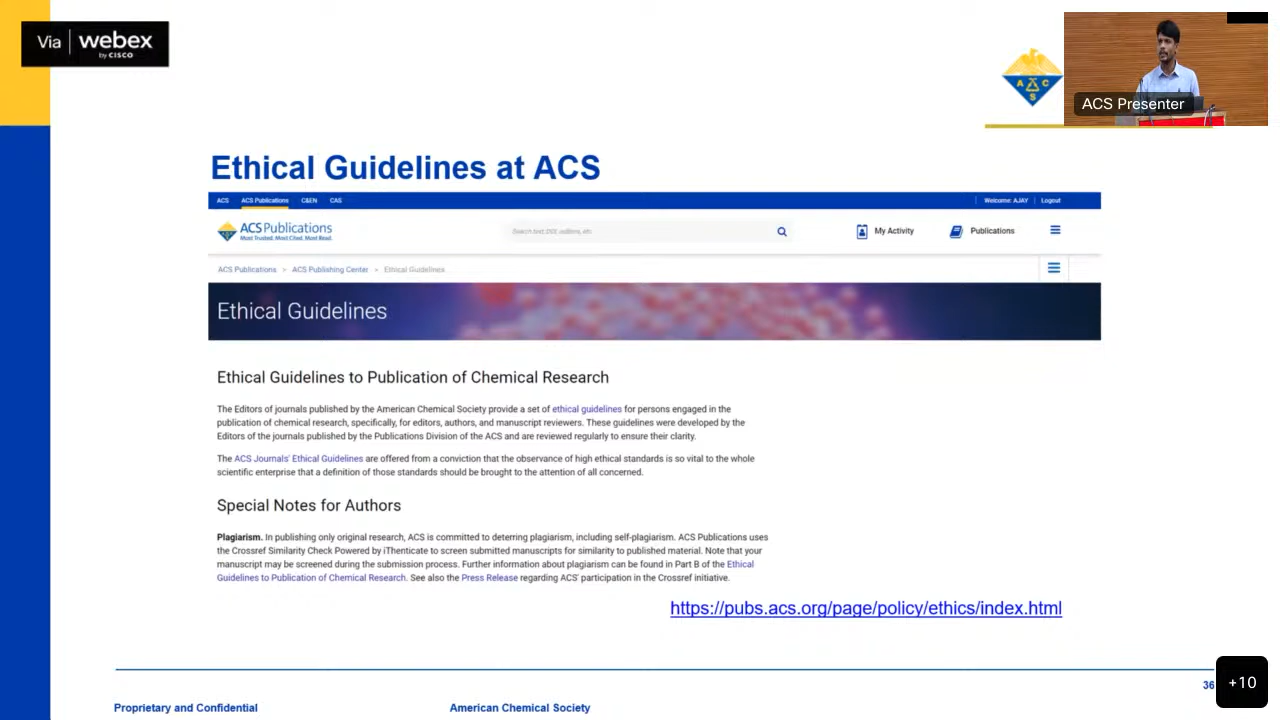 Via webex
by CISCO
A C S
ACS Presenter
Ethical Guidelines at ACS
ACS ACS Publications C&EN CAS Welcome: AJAY Logout
ACS Publications
Most Trusted. Most Cited. Most Read.
Search text, DOI, authors, etc. My Activity Publications
ACS Publications > ACS Publishing Center > Ethical Guidelines
Ethical Guidelines
Ethical Guidelines to Publication of Chemical Research
The Editors of journals published by the American Chemical Society provide a set of ethical guidelines for persons engaged in the
publication of chemical research, specifically, for editors, authors, and manuscript reviewers. These guidelines were developed by the
Editors of the journals published by the Publications Division of the ACS and are reviewed regularly to ensure their clarity.
The ACS Journals' Ethical Guidelines are offered from a conviction that the observance of high ethical standards is so vital to the whole
scientific enterprise that a definition of those standards should be brought to the attention of all concerned.
Special Notes for Authors
Plagiarism. In publishing only original research, ACS is committed to deterring plagiarism, including self-plagiarism. ACS Publications uses
the Crossref Similarity Check Powered by iThenticate to screen submitted manuscripts for similarity to published material. Note that your
manuscript may be screened during the submission process. Further information about plagiarism can be found in Part B of the Ethical
Guidelines to Publication of Chemical Research. See also the Press Release regarding ACS' participation in the Crossref initiative.
https://pubs.acs.org/page/policy/ethics/index.html
36
+10
Proprietary and Confidential American Chemical Society